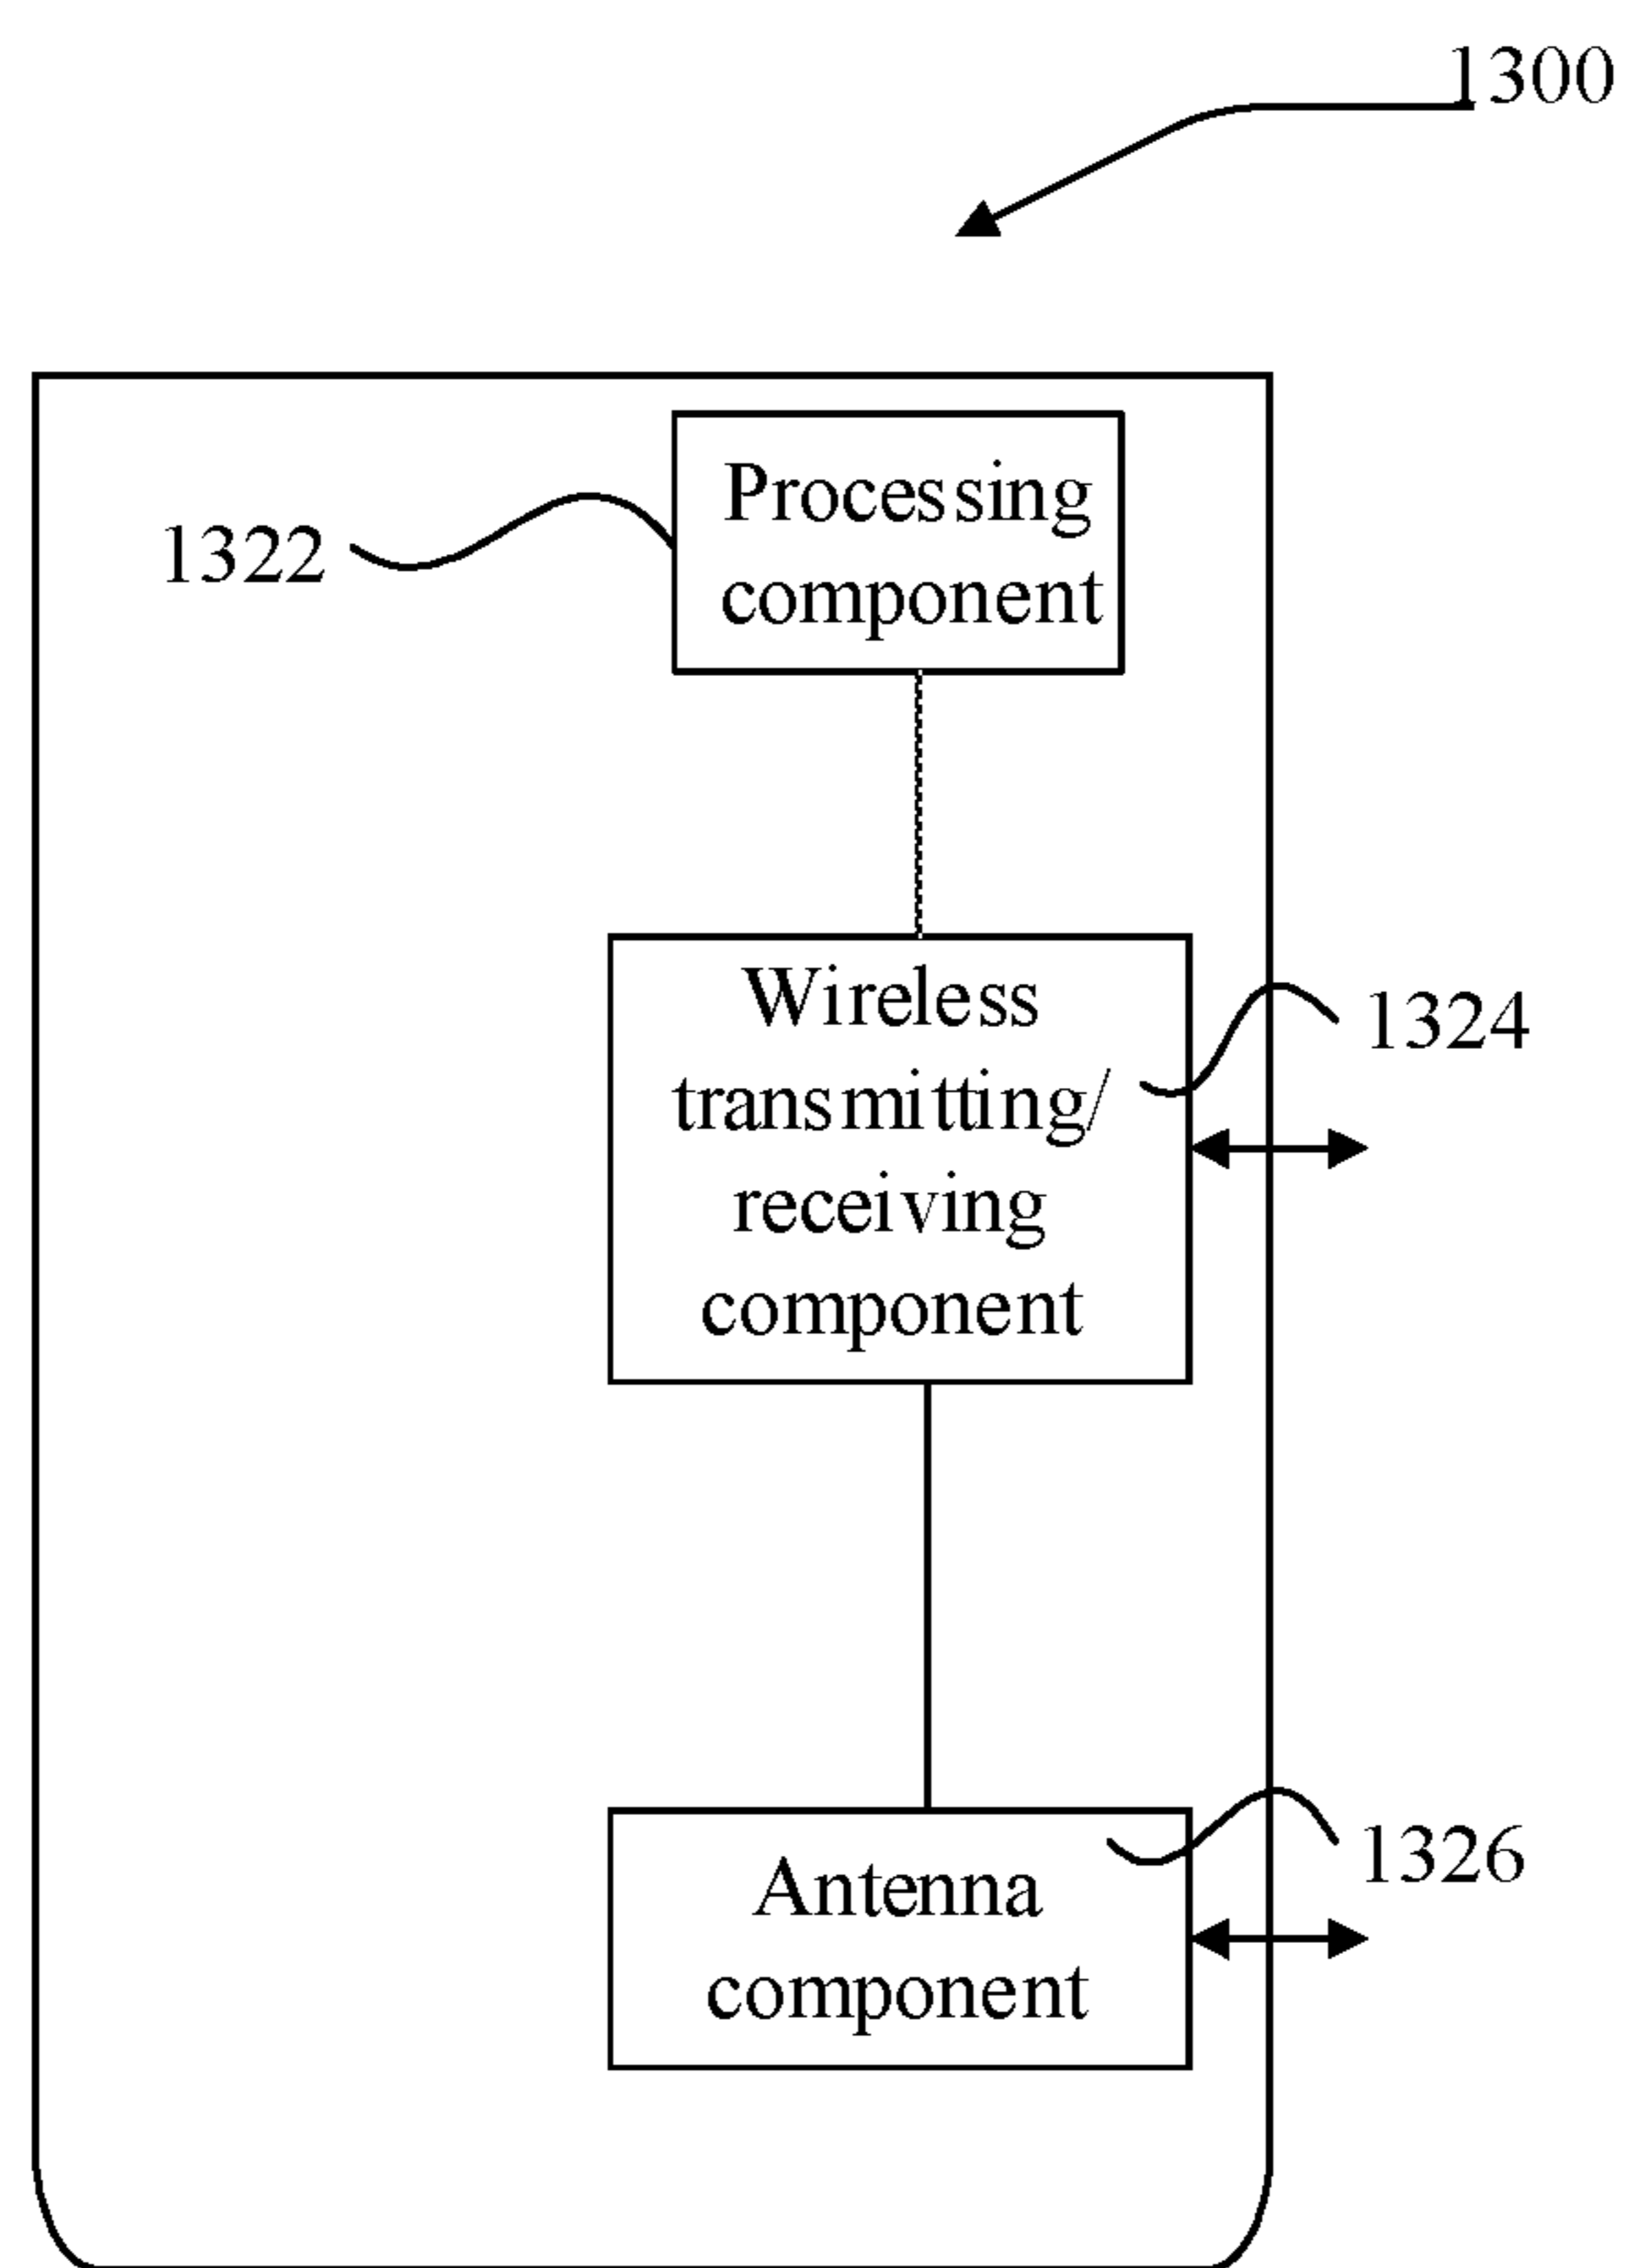 1300
Processing
component
1322
Wireless
transmitting/
receiving
component
1324
Antenna
component
1326